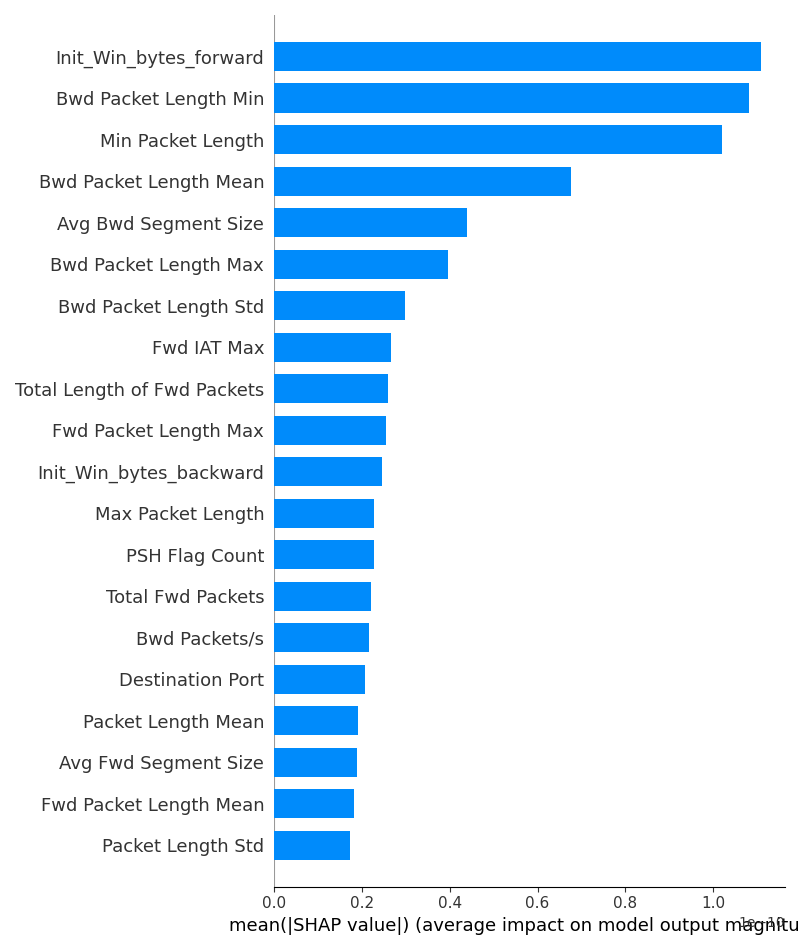 Init_Win_bytes_forward
Bwd Packet Length Min
Min Packet Length
Bwd Packet Length Mean
Avg Bwd Segment Size
Bwd Packet Length Max
Bwd Packet Length Std
Fwd IAT Max
Total Length of Fwd Packets
Fwd Packet Length Max
Init_Win_bytes_backward
Max Packet Length
PSH Flag Count
Total Fwd Packets
Bwd Packets/s
Destination Port
Packet Length Mean
Avg Fwd Segment Size
Fwd Packet Length Mean
Packet Length Std
0.0 0.2 0.4 0.6 0.8 1.0
mean(|SHAP value|) (average impact on model output magnitu